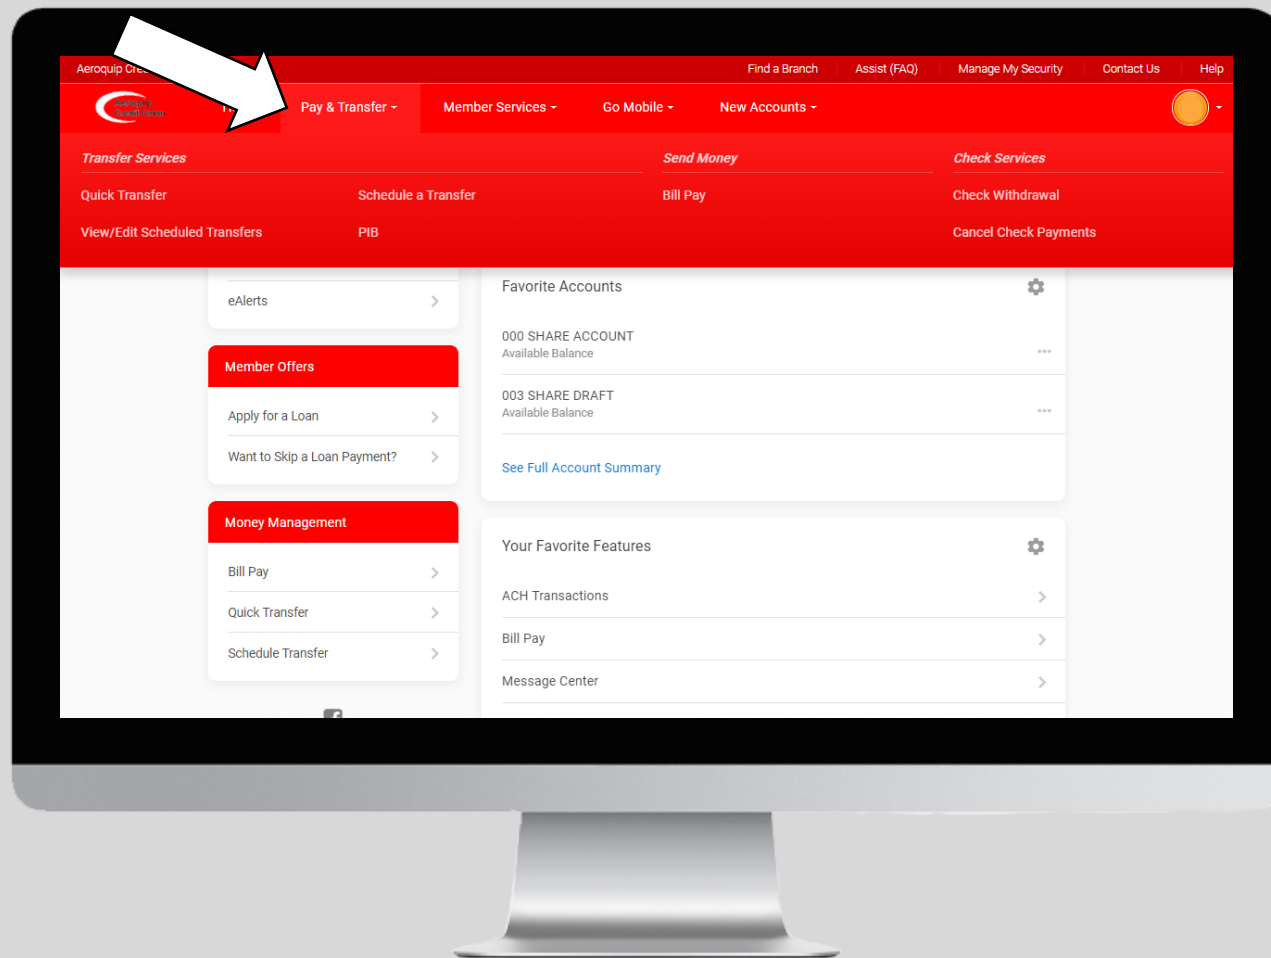 Aeroquip
Find a Branch
Assist (FAQ)
Manage My Security
Contact Us
Help
Aeroquip
Credit Union
Pay & Transfer
Member Services
Go Mobile
New Accounts
Transfer Services
Send Money
Check Services
Quick Transfer
Schedule a Transfer
Bill Pay
Check Withdrawal
View/Edit Scheduled Transfers
PIB
Cancel Check Payments
eAlerts
Member Offers
Apply for a Loan
Want to Skip a Loan Payment?
Money Management
Bill Pay
Quick Transfer
Schedule Transfer
Favorite Accounts
000 SHARE ACCOUNT
Available Balance
003 SHARE DRAFT
Available Balance
See Full Account Summary
Your Favorite Features
ACH Transactions
Bill Pay
Message Center